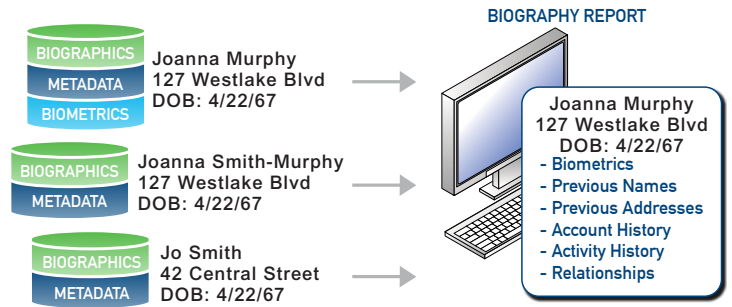 BIOGRAPHY REPORT
BIOGRAPHICS
METADATA
BIOMETRICS
Joanna Murphy
127 Westlake Blvd
DOB: 4/22/67
BIOGRAPHICS
METADATA
Joanna Smith-Murphy
127 Westlake Blvd
DOB: 4/22/67
BIOGRAPHICS
METADATA
Jo Smith
42 Central Street
DOB: 4/22/67
Joanna Murphy
127 Westlake Blvd
DOB: 4/22/67
- Biometrics
- Previous Names
- Previous Addresses
- Account History
- Activity History
- Relationships